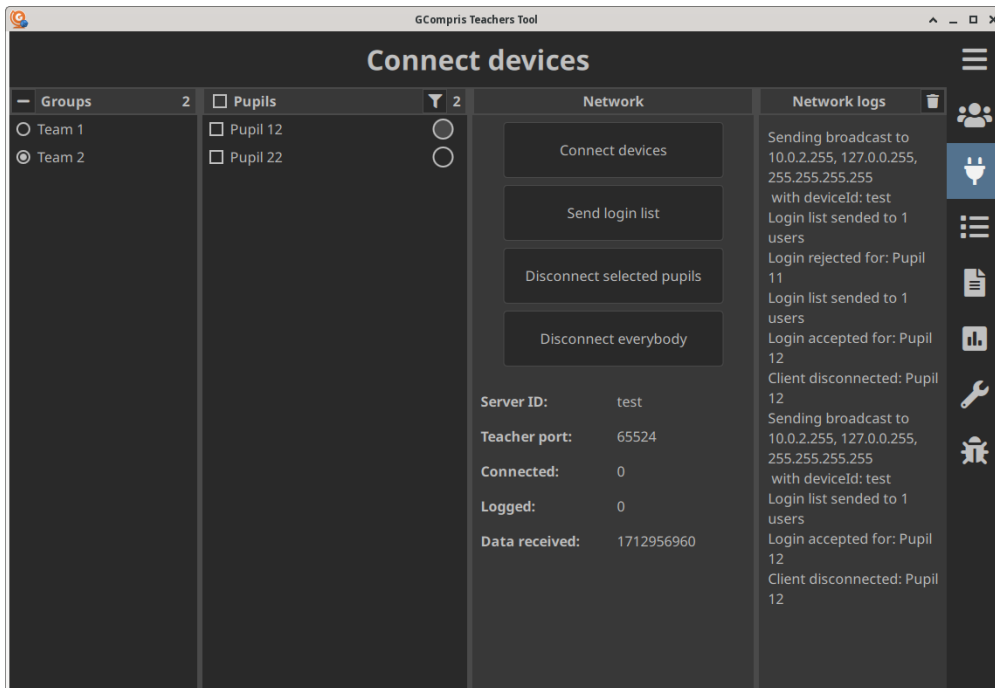 GCompris Teachers Tool
Connect devices
Groups 2
Team 1
Team 2
Pupils 2
Pupil 12
Pupil 22
Network
Connect devices
Send login list
Disconnect selected pupils
Disconnect everybody
Server ID: test
Teacher port: 65524
Connected: 0
Logged: 0
Data received: 1712956960
Network logs
Sending broadcast to
10.0.2.255, 127.0.0.255,
255.255.255.255
with deviceId: test
Login list sended to 1
users
Login rejected for: Pupil
11
Login list sended to 1
users
Login accepted for: Pupil
12
Client disconnected: Pupil
12
Sending broadcast to
10.0.2.255, 127.0.0.255,
255.255.255.255
with deviceId: test
Login list sended to 1
users
Login accepted for: Pupil
12
Client disconnected: Pupil
12